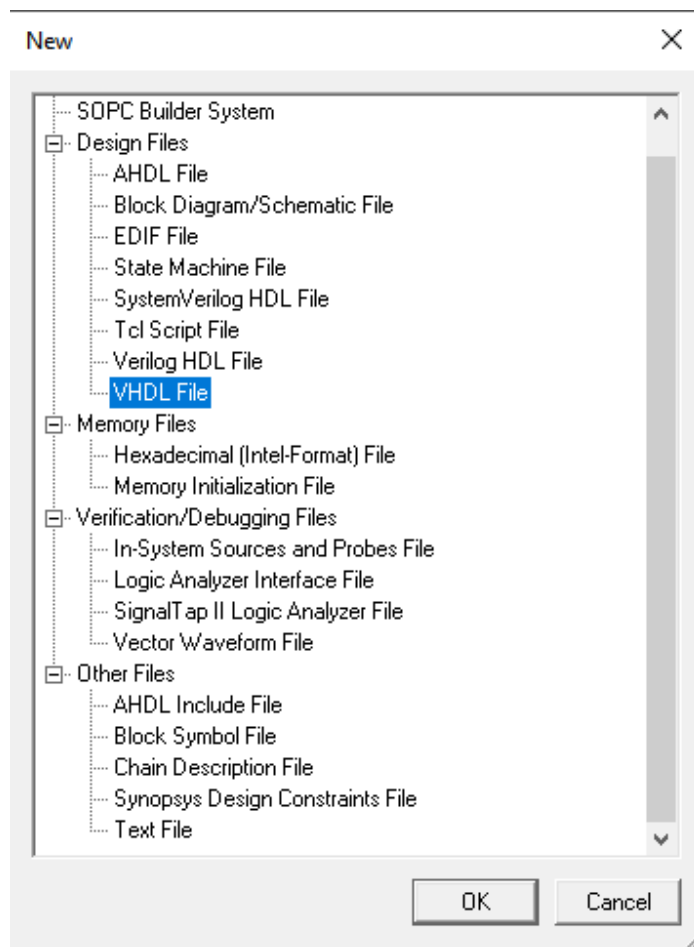 New
SOPC Builder System
Design Files
AHDL File
Block Diagram/Schematic File
EDIF File
State Machine File
SystemVerilog HDL File
Tcl Script File
Verilog HDL File
VHDL File
Memory Files
Hexadecimal (Intel-Format) File
Memory Initialization File
Verification/Debugging Files
In-System Sources and Probes File
Logic Analyzer Interface File
SignalTap II Logic Analyzer File
Vector Waveform File
Other Files
AHDL Include File
Block Symbol File
Chain Description File
Synopsys Design Constraints File
Text File
OK Cancel